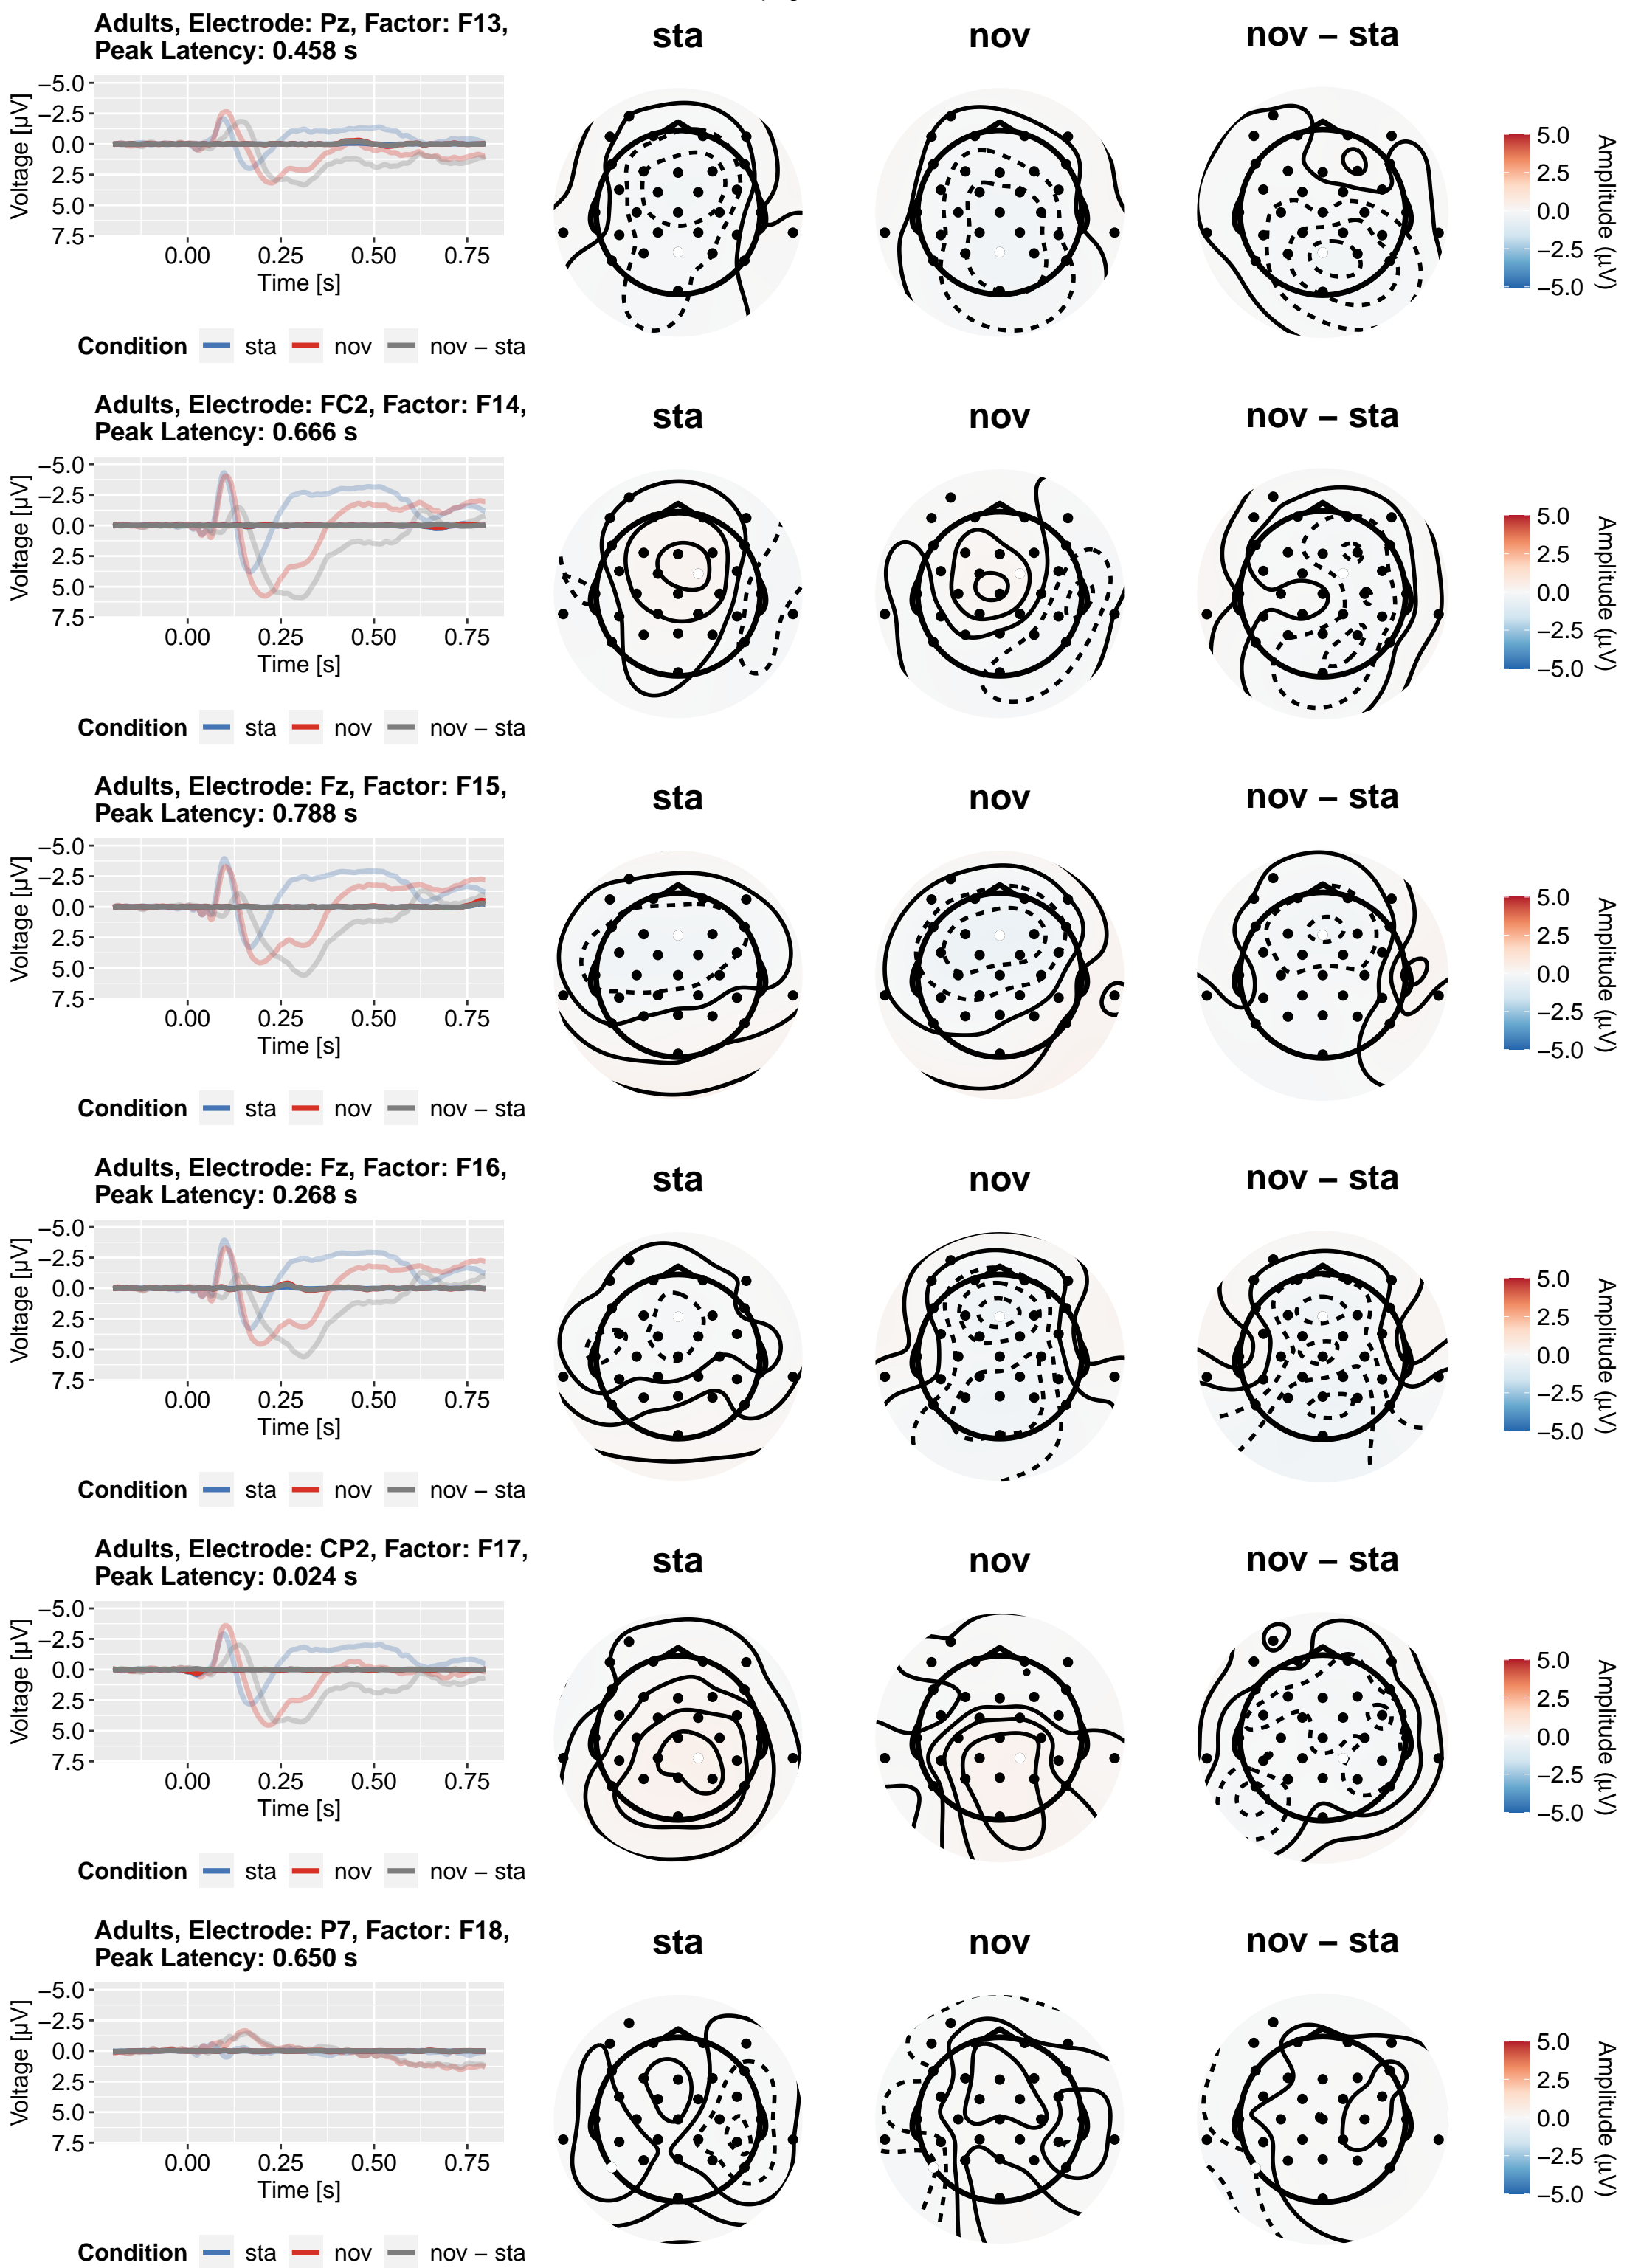 Adults, Electrode: Pz, Factor: F13,
Peak Latency: 0.458 s
sta
nov
nov – sta
−5.0
−2.5
0.0
2.5
5.0
7.5
Voltage [µV]
0.00 0.25 0.50 0.75
Time [s]
Condition sta nov nov – sta
5.0
2.5
0.0
−2.5
−5.0
Amplitude (µV)
Adults, Electrode: FC2, Factor: F14,
Peak Latency: 0.666 s
sta
nov
nov – sta
−5.0
−2.5
0.0
2.5
5.0
7.5
Voltage [µV]
0.00 0.25 0.50 0.75
Time [s]
Condition sta nov nov – sta
5.0
2.5
0.0
−2.5
−5.0
Amplitude (µV)
Adults, Electrode: Fz, Factor: F15,
Peak Latency: 0.788 s
sta
nov
nov – sta
−5.0
−2.5
0.0
2.5
5.0
7.5
Voltage [µV]
0.00 0.25 0.50 0.75
Time [s]
Condition sta nov nov – sta
5.0
2.5
0.0
−2.5
−5.0
Amplitude (µV)
Adults, Electrode: Fz, Factor: F16,
Peak Latency: 0.268 s
sta
nov
nov – sta
−5.0
−2.5
0.0
2.5
5.0
7.5
Voltage [µV]
0.00 0.25 0.50 0.75
Time [s]
Condition sta nov nov – sta
5.0
2.5
0.0
−2.5
−5.0
Amplitude (µV)
Adults, Electrode: CP2, Factor: F17,
Peak Latency: 0.024 s
sta
nov
nov – sta
−5.0
−2.5
0.0
2.5
5.0
7.5
Voltage [µV]
0.00 0.25 0.50 0.75
Time [s]
Condition sta nov nov – sta
5.0
2.5
0.0
−2.5
−5.0
Amplitude (µV)
Adults, Electrode: P7, Factor: F18,
Peak Latency: 0.650 s
sta
nov
nov – sta
−5.0
−2.5
0.0
2.5
5.0
7.5
Voltage [µV]
0.00 0.25 0.50 0.75
Time [s]
Condition sta nov nov – sta
5.0
2.5
0.0
−2.5
−5.0
Amplitude (µV)